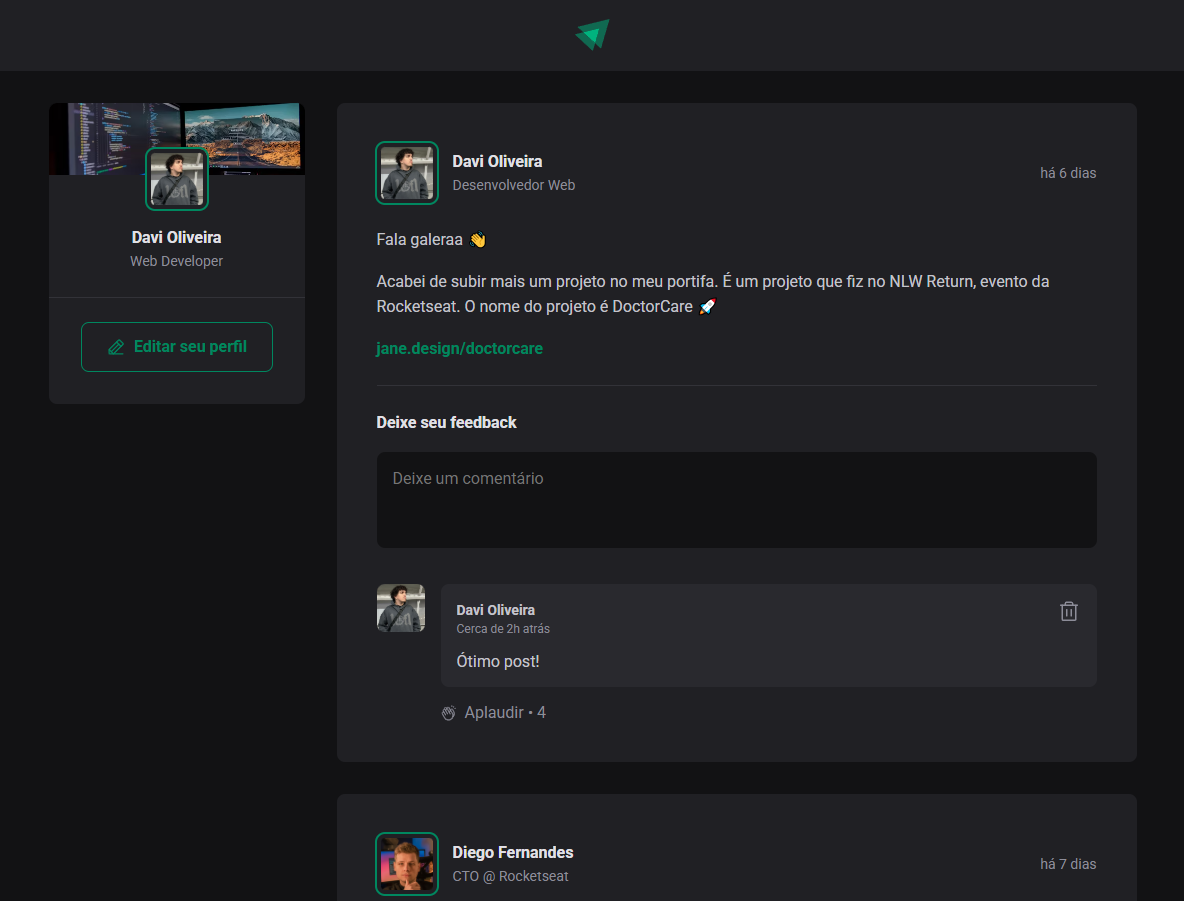 Davi Oliveira
Web Developer
Editar seu perfil
Davi Oliveira
Desenvolvedor Web
há 6 dias
Fala galeraa 👋
Acabei de subir mais um projeto no meu portifa. É um projeto que fiz no NLW Return, evento da
Rocketseat. O nome do projeto é DoctorCare 🚀
jane.design/doctorcare
Deixe seu feedback
Deixe um comentário
Davi Oliveira
Cerca de 2h atrás
Ótimo post!
Aplaudir • 4
Diego Fernandes
CTO @ Rocketseat
há 7 dias